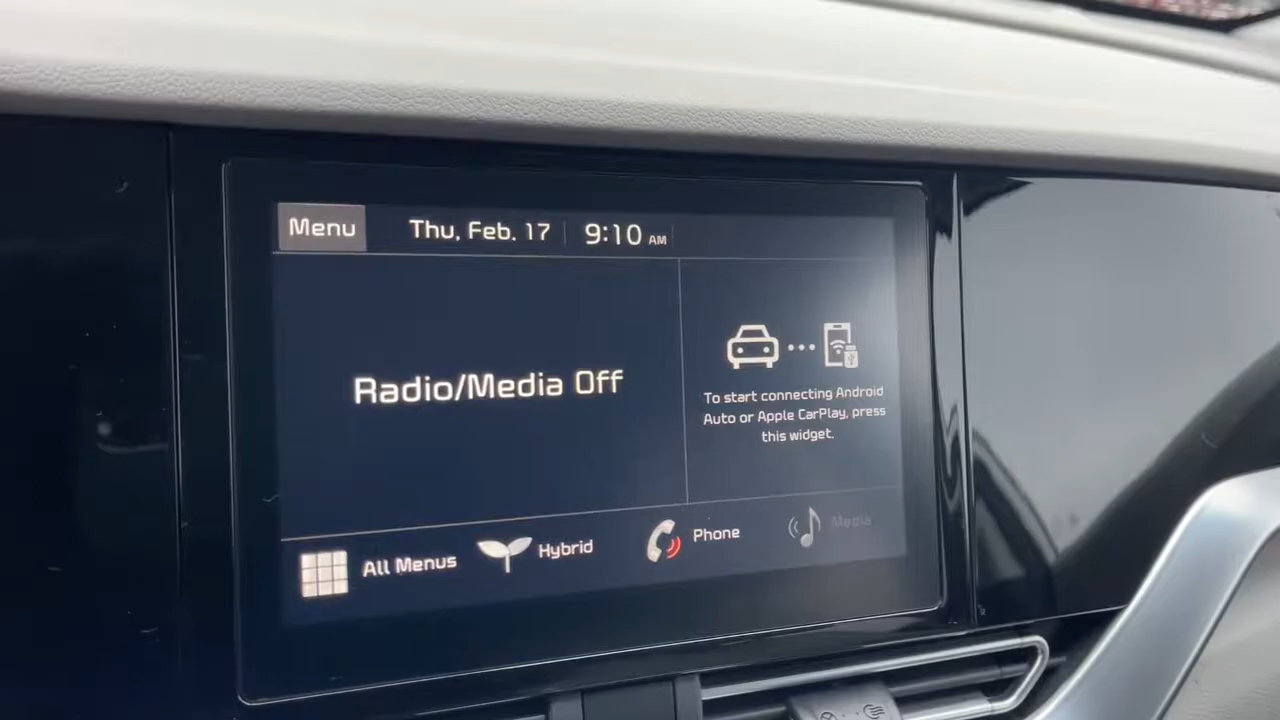 Menu Thu, Feb. 17 9:10 AM
Radio/Media Off
To start connecting Android
Auto or Apple CarPlay, press
this widget.
All Menus Hybrid Phone Media